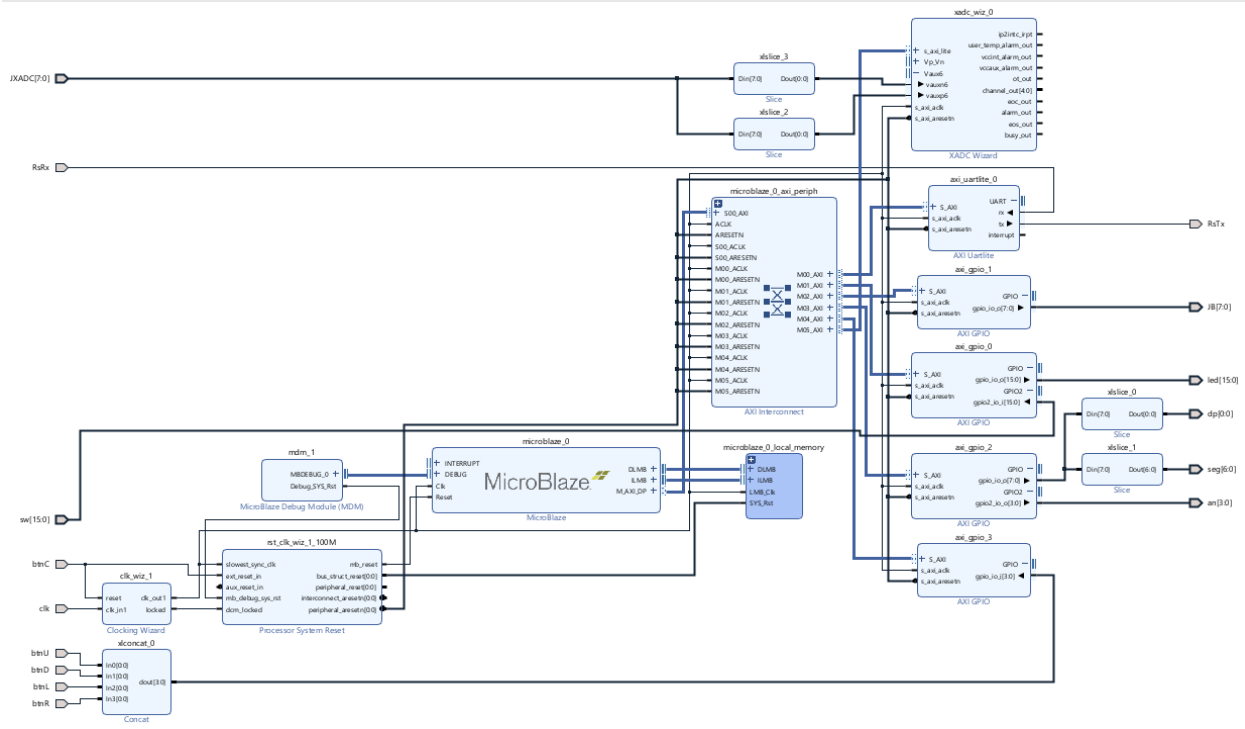 JXADC[7:0]
RsRx
sw[15:0]
btnC
clk
btnU
btnD
btnL
btnR
xlslice_3
Din[7:0] Dout[0:0]
Slice
xlslice_2
Din[7:0] Dout[0:0]
Slice
xadc_wiz_0
s_axi_lite
Vp_Vn
Vaux6
vauxn6
vauxp6
s_axi_aclk
s_axi_aresetn
ip2intc_irpt
user_temp_alarm_out
vccint_alarm_out
vccaux_alarm_out
ot_out
channel_out[4:0]
eoc_out
alarm_out
eos_out
busy_out
XADC Wizard
microblaze_0_axi_periph
S00_AXI
ACLK
ARESETN
S00_ACLK
S00_ARESETN
M00_ACLK
M00_ARESETN
M01_ACLK
M01_ARESETN
M02_ACLK
M02_ARESETN
M03_ACLK
M03_ARESETN
M04_ACLK
M04_ARESETN
M05_ACLK
M05_ARESETN
M00_AXI
M01_AXI
M02_AXI
M03_AXI
M04_AXI
M05_AXI
AXI Interconnect
axi_uartlite_0
S_AXI
s_axi_aclk
s_axi_aresetn
UART
rx
tx
interrupt
AXI Uartlite
RsTx
axi_gpio_1
S_AXI
s_axi_aclk
s_axi_aresetn
GPIO
gpio_io_o[7:0]
AXI GPIO
JB[7:0]
axi_gpio_0
S_AXI
s_axi_aclk
s_axi_aresetn
GPIO
gpio_io_o[15:0]
GPIO2
gpio2_io_i[15:0]
AXI GPIO
led[15:0]
xlslice_0
Din[7:0] Dout[0:0]
Slice
dp[0:0]
axi_gpio_2
S_AXI
s_axi_aclk
s_axi_aresetn
GPIO
gpio_io_o[7:0]
GPIO2
gpio2_io_o[3:0]
AXI GPIO
xlslice_1
Din[7:0] Dout[6:0]
Slice
seg[6:0]
an[3:0]
axi_gpio_3
S_AXI
s_axi_aclk
s_axi_aresetn
GPIO
gpio_io_i[3:0]
AXI GPIO
mdm_1
MBDEBUG_0
Debug_SYS_Rst
MicroBlaze Debug Module (MDM)
microblaze_0
INTERRUPT
DEBUG
Clk
Reset
MicroBlaze
DLMB
ILMB
M_AXI_DP
MicroBlaze
microblaze_0_local_memory
DLMB
ILMB
LMB_Clk
SYS_Rst
rst_clk_wiz_1_100M
slowest_sync_clk
ext_reset_in
aux_reset_in
mb_debug_sys_rst
dcm_locked
mb_reset
bus_struct_reset[0:0]
peripheral_reset[0:0]
interconnect_aresetn[0:0]
peripheral_aresetn[0:0]
Processor System Reset
clk_wiz_1
reset
clk_in1
clk_out1
locked
Clocking Wizard
xlconcat_0
In0[0:0]
In1[0:0]
In2[0:0]
In3[0:0]
dout[3:0]
Concat